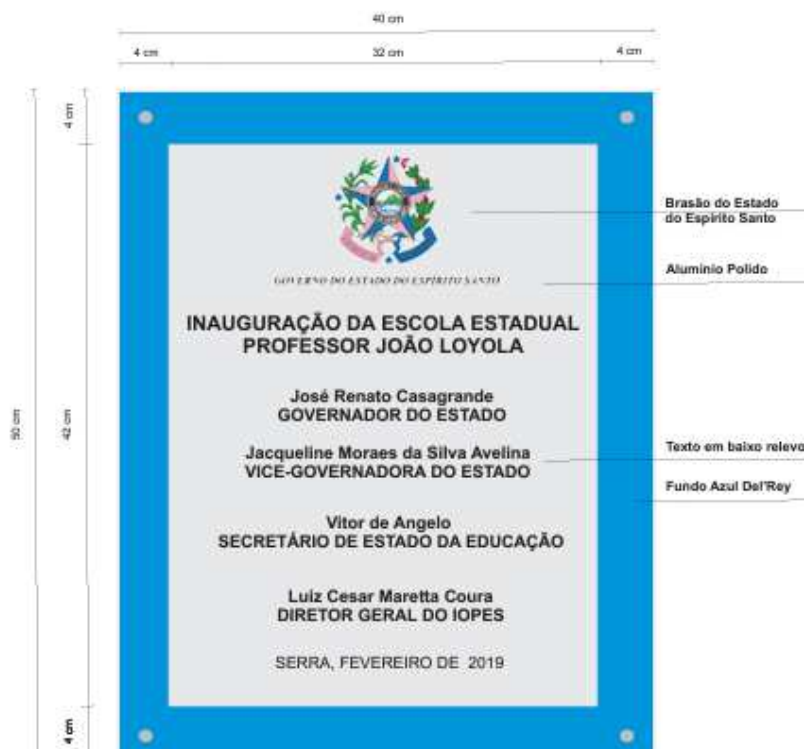 40 cm
4 cm
32 cm
4 cm
4 cm
50 cm
42 cm
4 cm
GOVERNO DO ESTADO DO ESPÍRITO SANTO
INAUGURAÇÃO DA ESCOLA ESTADUAL
PROFESSOR JOÃO LOYOLA
José Renato Casagrande
GOVERNADOR DO ESTADO
Jacqueline Moraes da Silva Avelina
VICE-GOVERNADORA DO ESTADO
Vitor de Angelo
SECRETÁRIO DE ESTADO DA EDUCAÇÃO
Luiz Cesar Maretta Coura
DIRETOR GERAL DO IOPES
SERRA, FEVEREIRO DE 2019
Brasão do Estado
do Espírito Santo
Alumínio Polido
Texto em baixo relevo
Fundo Azul Del'Rey